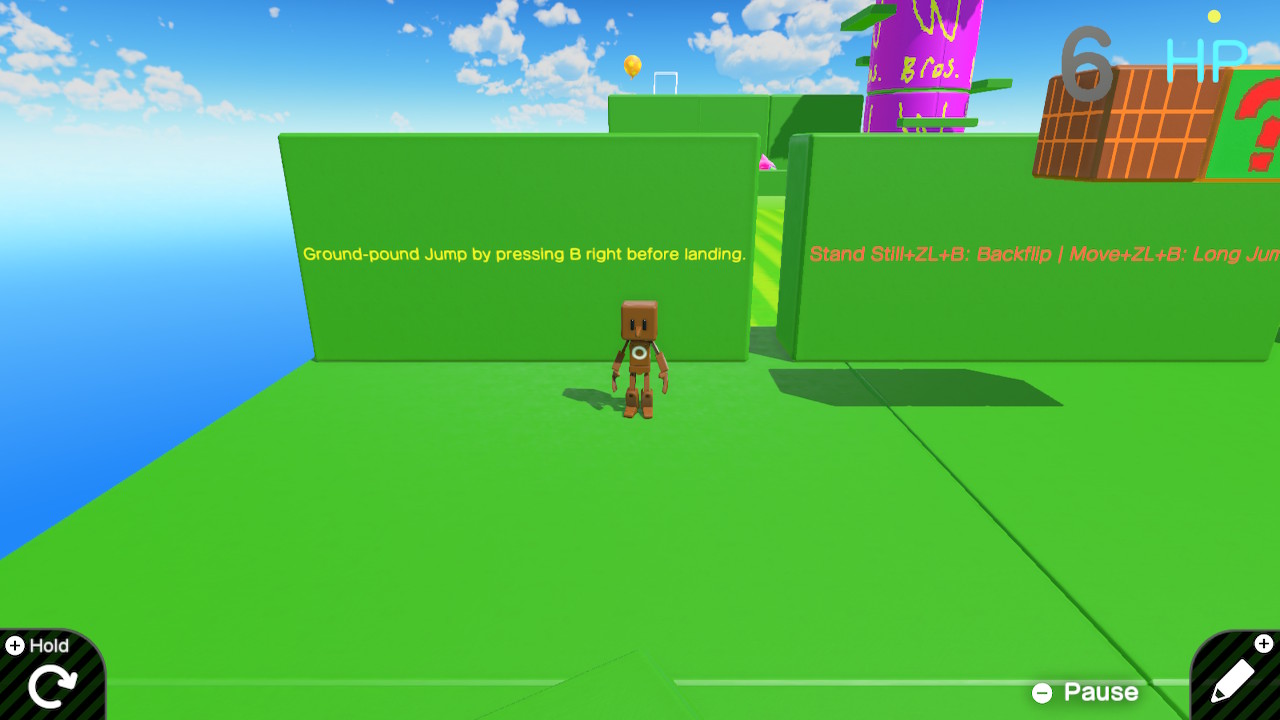 6 HP
s. Bros.
Ground-pound Jump by pressing B right before landing.
Stand Still+ZL+B: Backflip | Move+ZL+B: Long Jum
?
+ Hold
+
- Pause